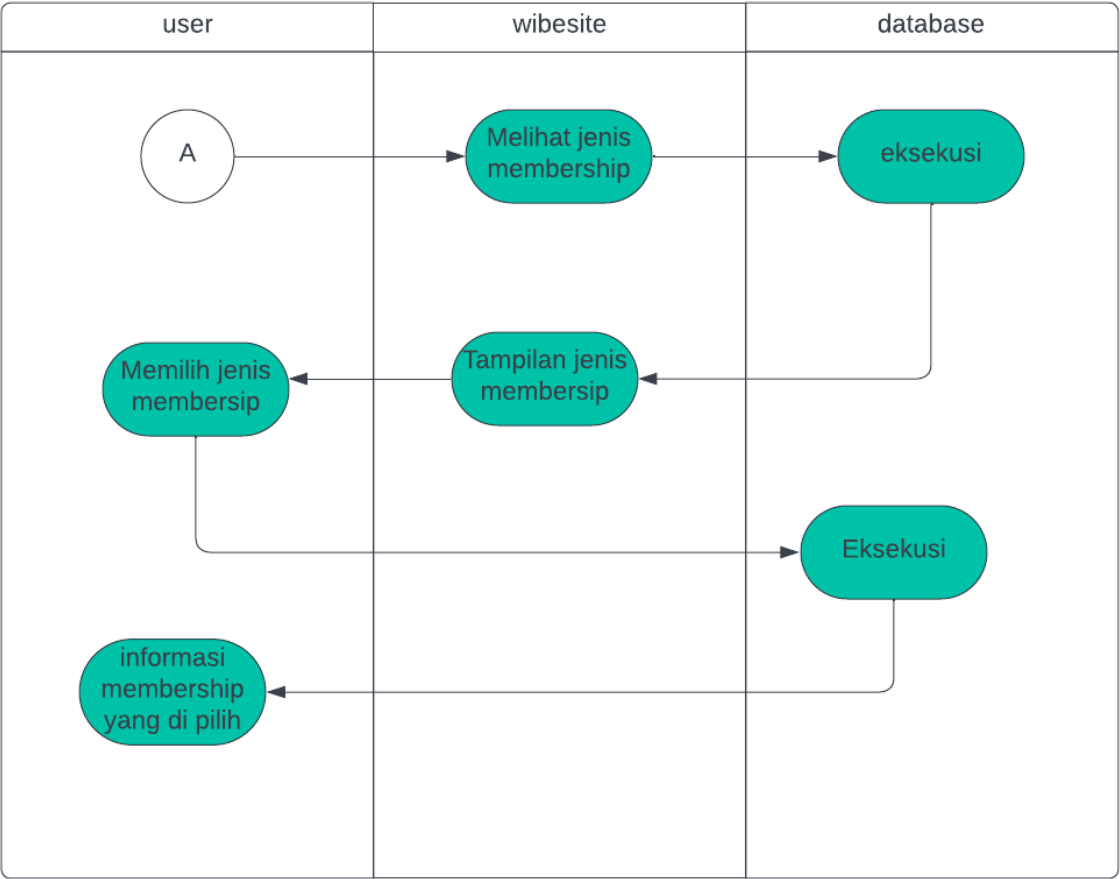 user
wibesite
database
A
Melihat jenis
membership
eksekusi
Tampilan jenis
membersip
Memilih jenis
membersip
Eksekusi
informasi
membership
yang di pilih